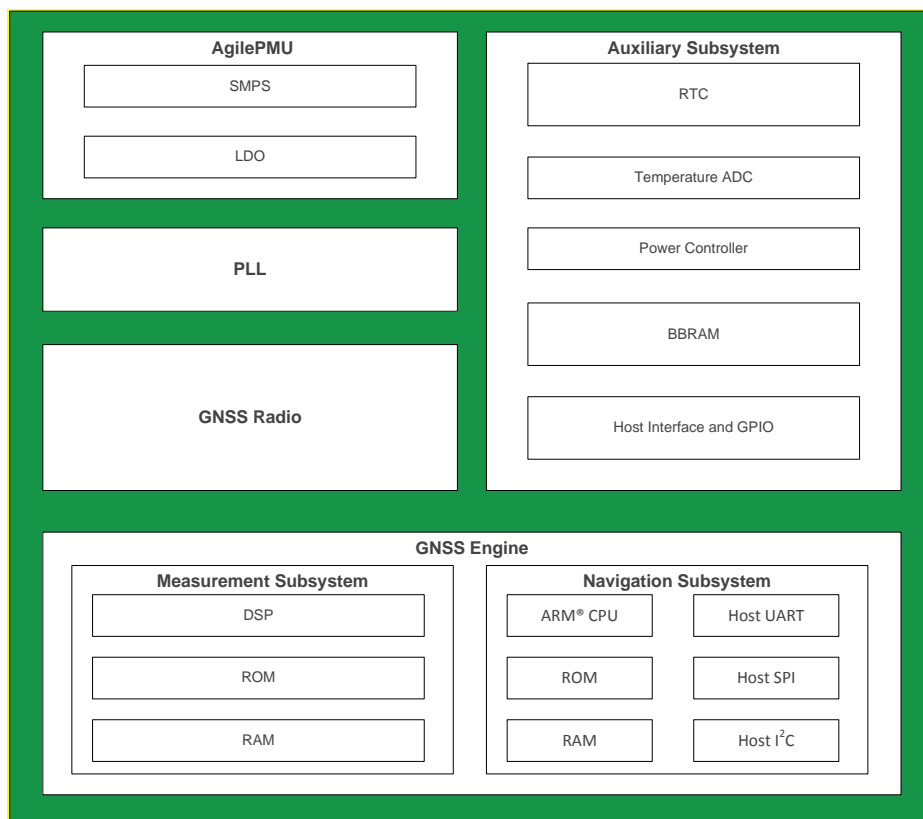 AgilePMU
SMPS
LDO
PLL
GNSS Radio
Auxiliary Subsystem
RTC
Temperature ADC
Power Controller
BBRAM
Host Interface and GPIO
GNSS Engine
Measurement Subsystem
DSP
ROM
RAM
Navigation Subsystem
ARM® CPU
Host UART
ROM
Host SPI
RAM
Host I²C